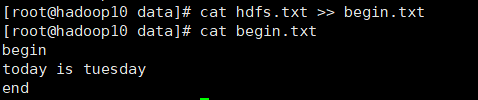 [root@hadoop10 data]# cat hdfs.txt >> begin.txt
[root@hadoop10 data]# cat begin.txt
begin
today is tuesday
end